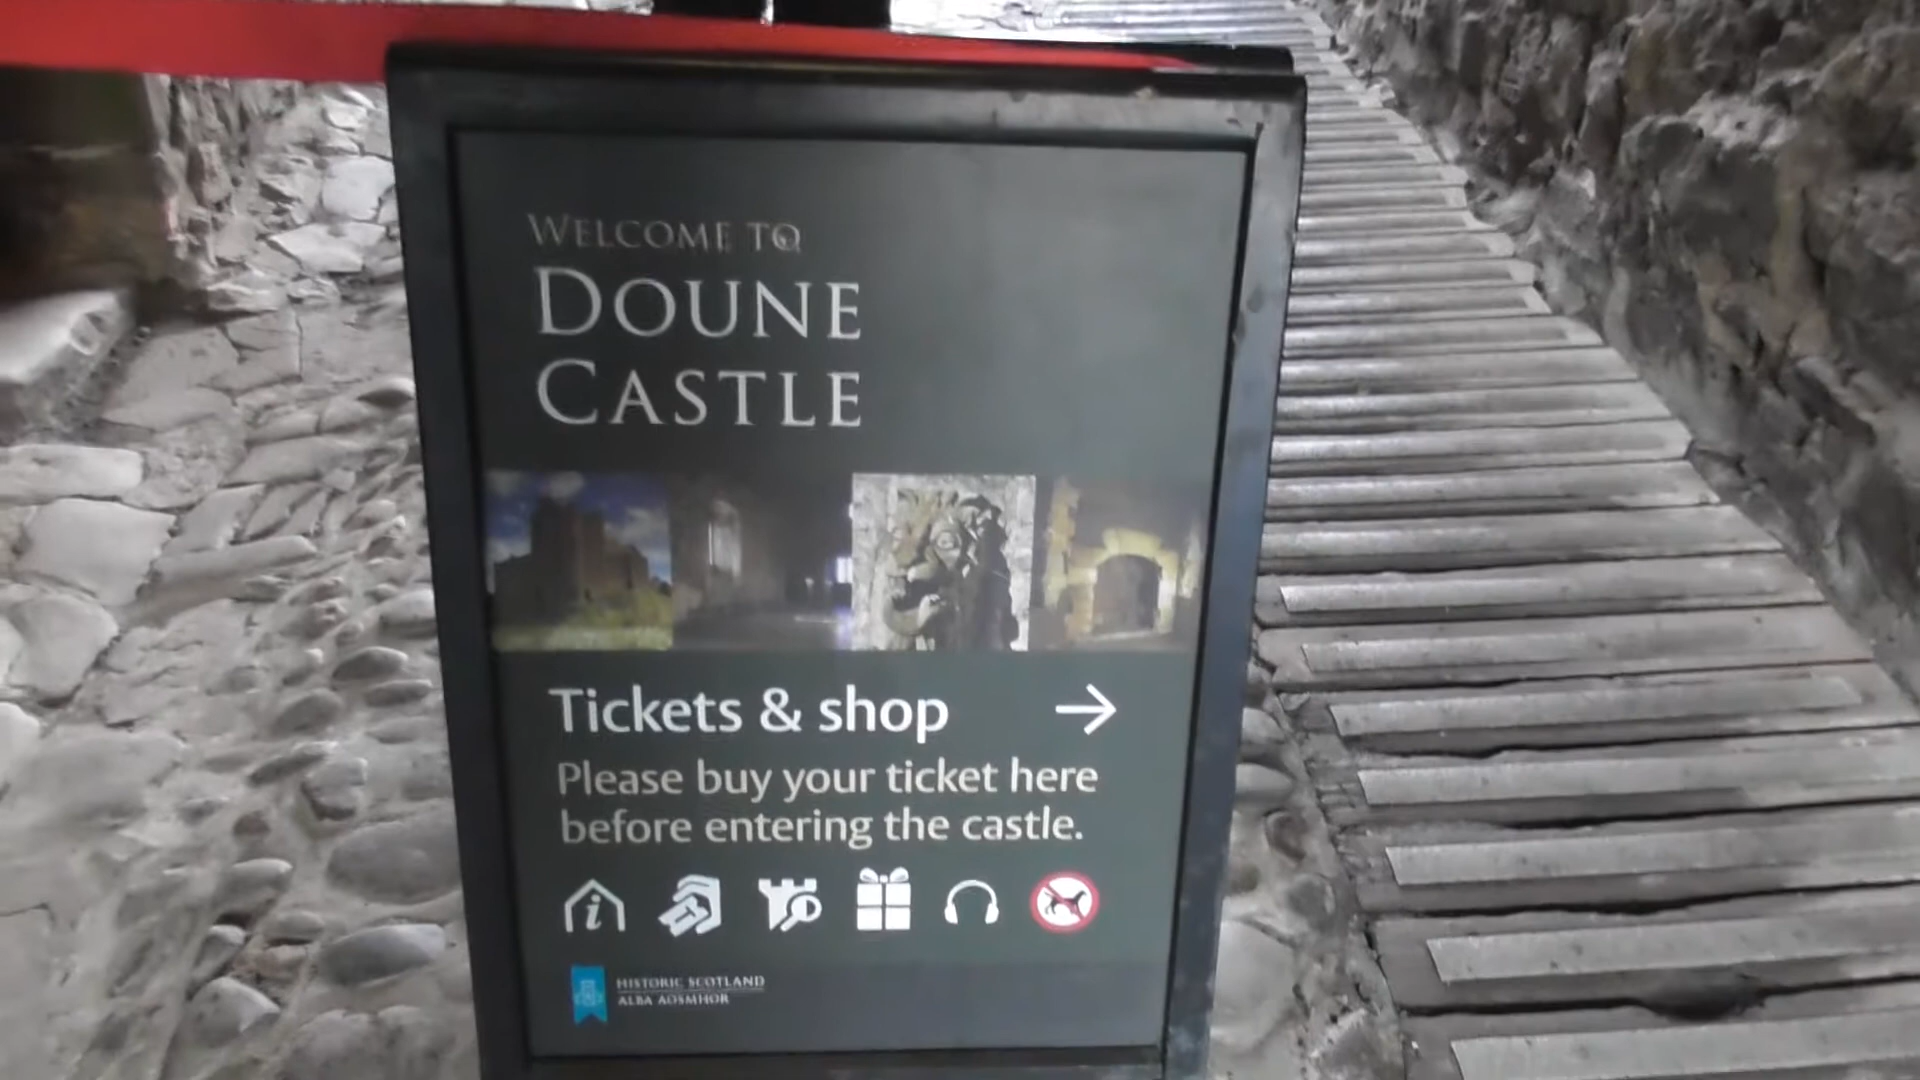 WELCOME TO
DOUNE
CASTLE
Tickets & shop →
Please buy your ticket here
before entering the castle.
i
HISTORIC SCOTLAND
ALBA AOSMHOR